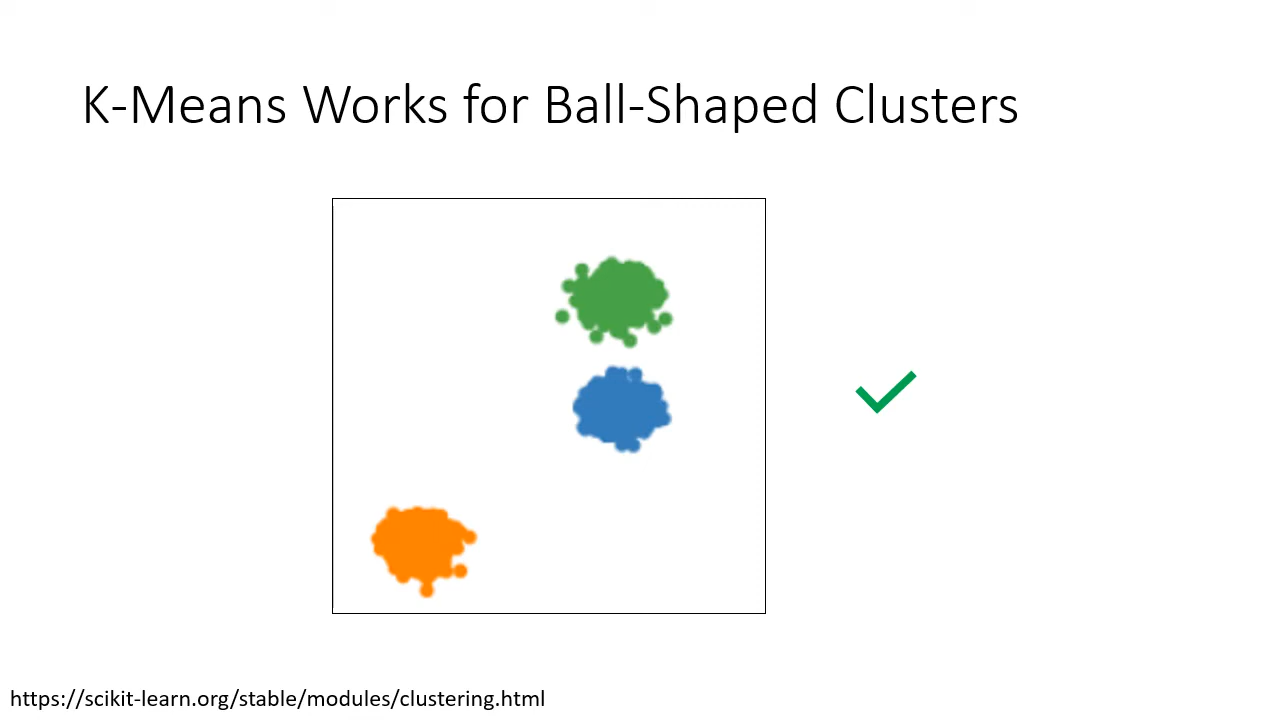 K-Means Works for Ball-Shaped Clusters
https://scikit-learn.org/stable/modules/clustering.html